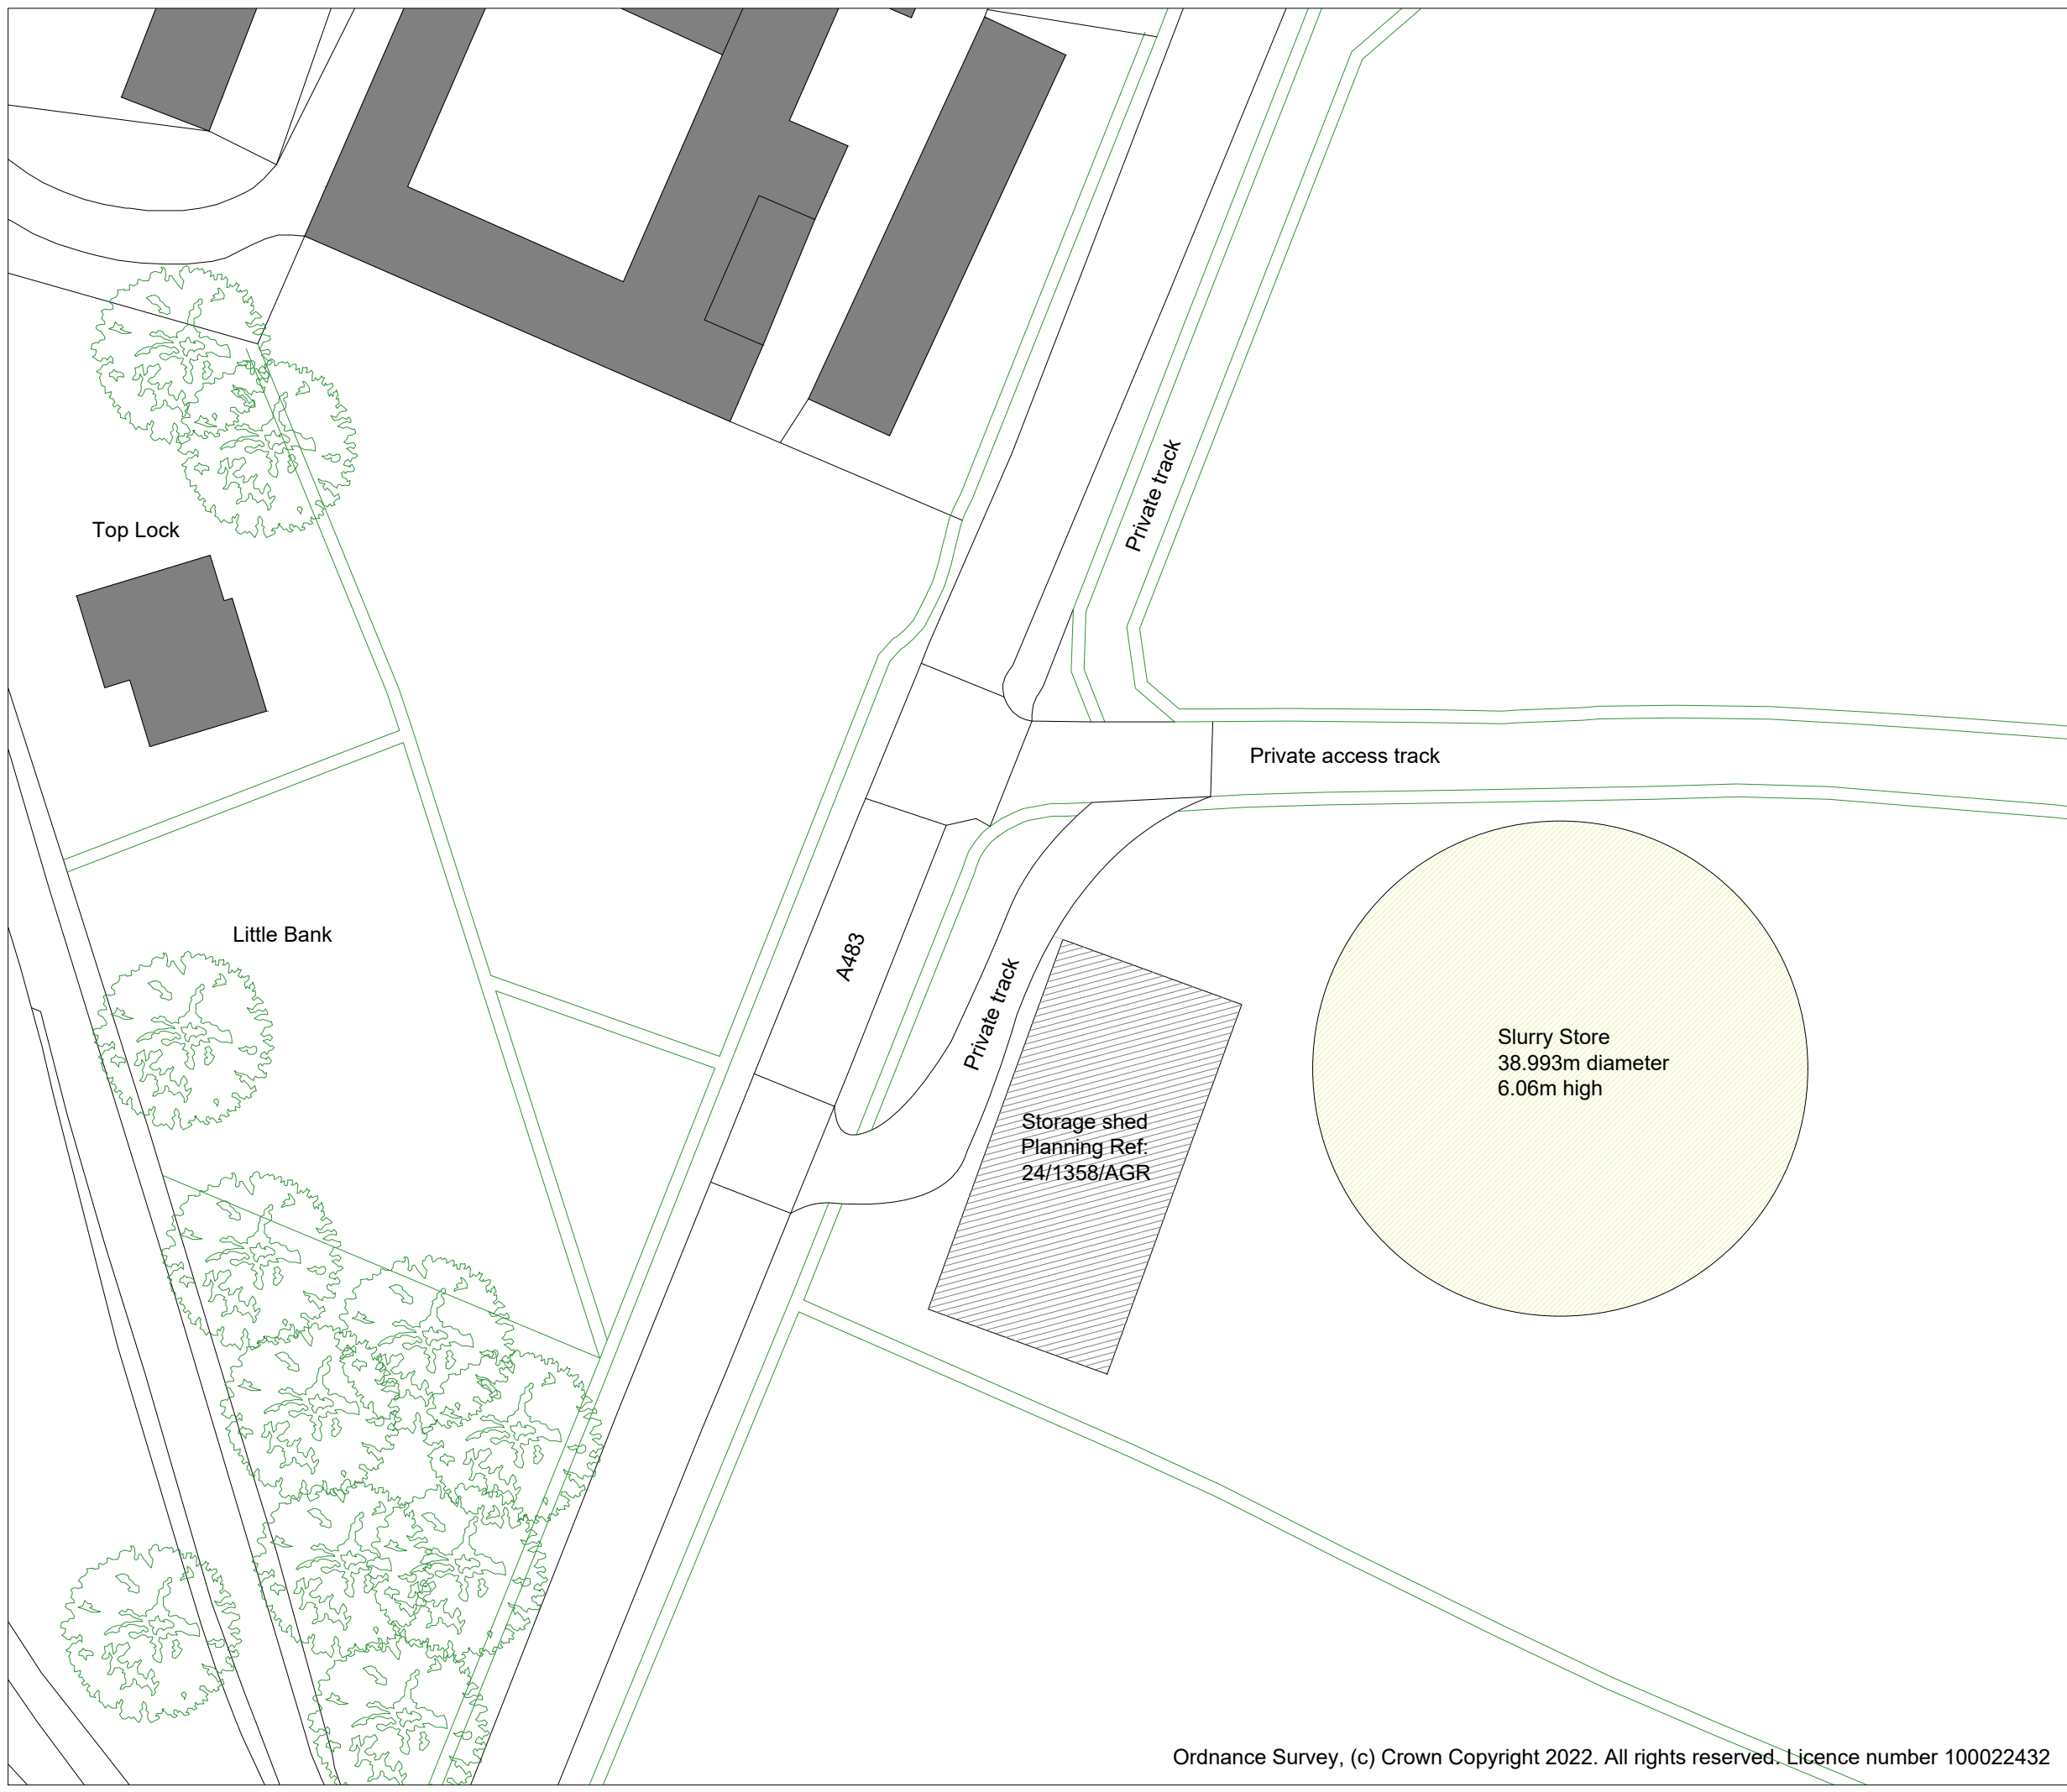 Private track
Top Lock
Private access track
Little Bank
A483
Private track
Slurry Store
38.993m diameter
6.06m high
Storage shed
Planning Ref:
24/1358/AGR
Ordnance Survey, (c) Crown Copyright 2022. All rights reserved. Licence number 100022432